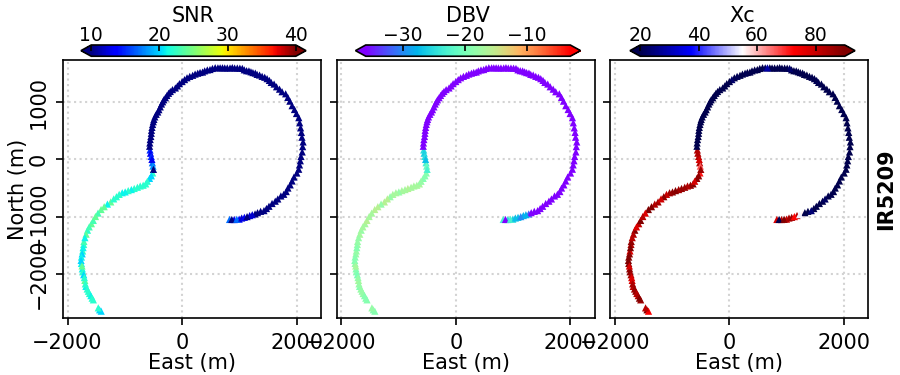 SNR DBV Xc
10 20 30 40 −30 −20 −10 20 40 60 80
1000
0
−1000
−2000
North (m)
IR5209
−2000 0 2000 −2000 0 2000 −2000 0 2000
East (m) East (m) East (m)